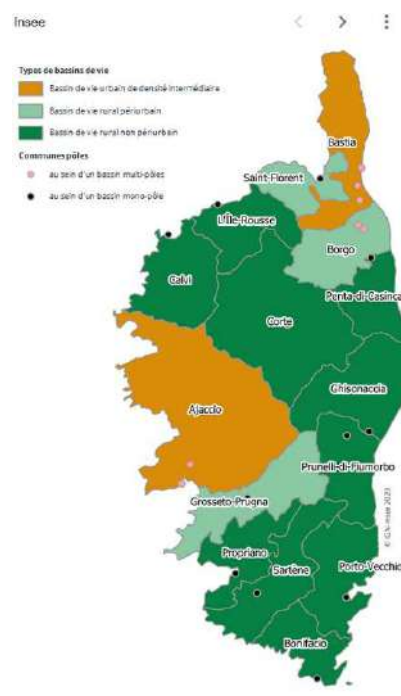 Insee
Types de bassins de vie
Bassin de vie urbain de densité intermédiaire
Bassin de vie rural périurbain
Bassin de vie rural non périurbain
Communes pôles
au sein d'un bassin multi-pôles
au sein d'un bassin mono-pôle
Bastia
Saint-Florent
L'Île-Rousse
Borgo
Calvi
Penta-di-Casinca
Corte
Ghisonaccia
Ajaccio
Prunelli-di-Fiumorbo
Grosseto-Prugna
Propriano
Sartène
Porto-Vecchio
Bonifacio
© IGN-Insee 2023